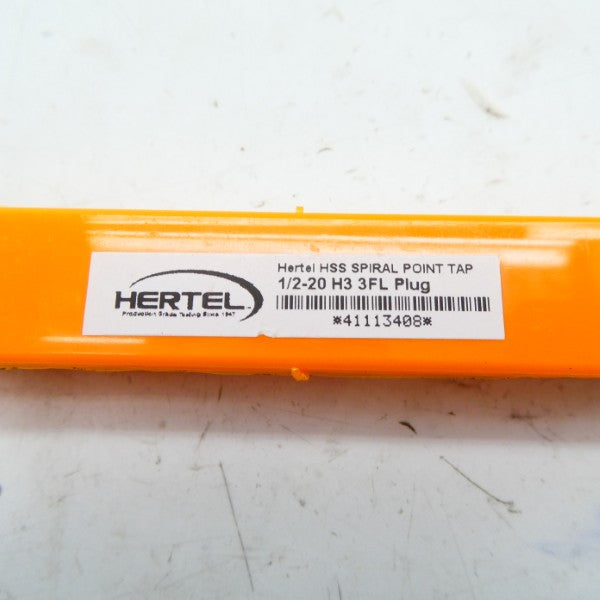 HERTEL
Production Grade Tooling Since 1947
Hertel HSS SPIRAL POINT TAP
1/2-20 H3 3FL Plug
*41113408*